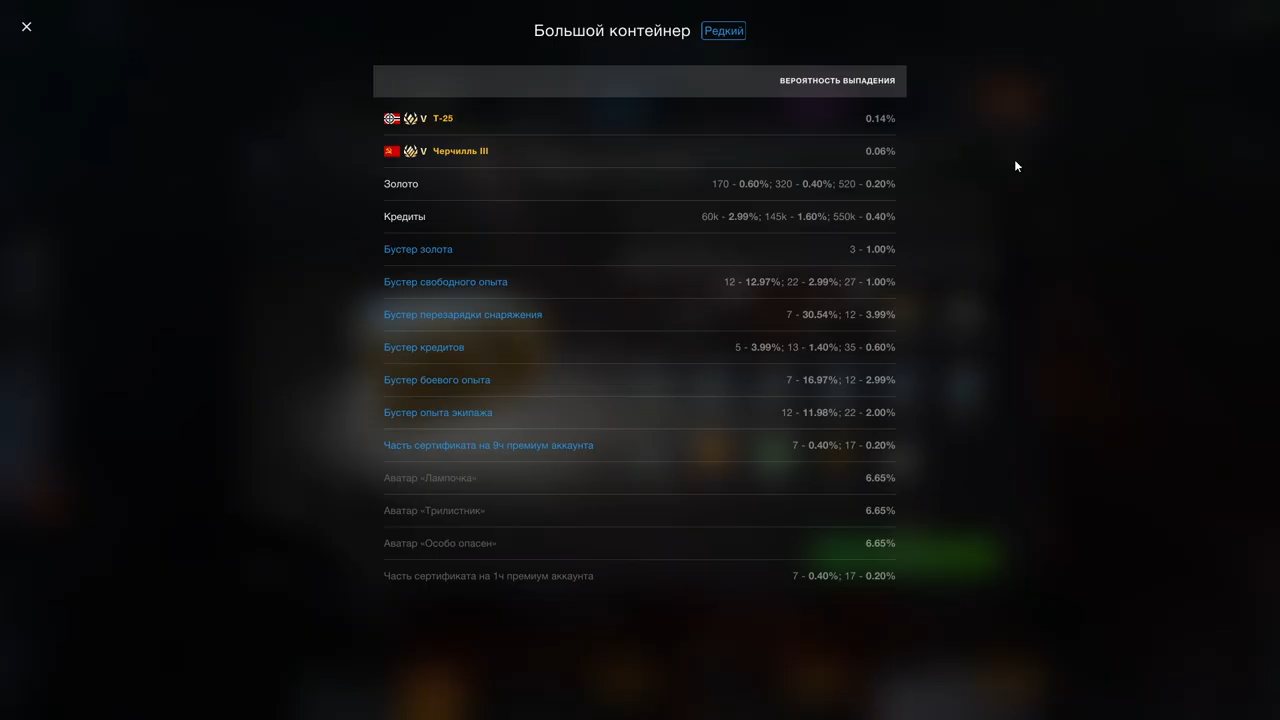 Большой контейнер Редкий
ВЕРОЯТНОСТЬ ВЫПАДЕНИЯ
V Т-25 0.14%
V Черчилль III 0.06%
Золото 170 - 0.60%; 320 - 0.40%; 520 - 0.20%
Кредиты 60k - 2.99%; 145k - 1.60%; 550k - 0.40%
Бустер золота 3 - 1.00%
Бустер свободного опыта 12 - 12.97%; 22 - 2.99%; 27 - 1.00%
Бустер перезарядки снаряжения 7 - 30.54%; 12 - 3.99%
Бустер кредитов 5 - 3.99%; 13 - 1.40%; 35 - 0.60%
Бустер боевого опыта 7 - 16.97%; 12 - 2.99%
Бустер опыта экипажа 12 - 11.98%; 22 - 2.00%
Часть сертификата на 9ч премиум аккаунта 7 - 0.40%; 17 - 0.20%
Аватар «Лампочка» 6.65%
Аватар «Трилистник» 6.65%
Аватар «Особо опасен» 6.65%
Часть сертификата на 1ч премиум аккаунта 7 - 0.40%; 17 - 0.20%